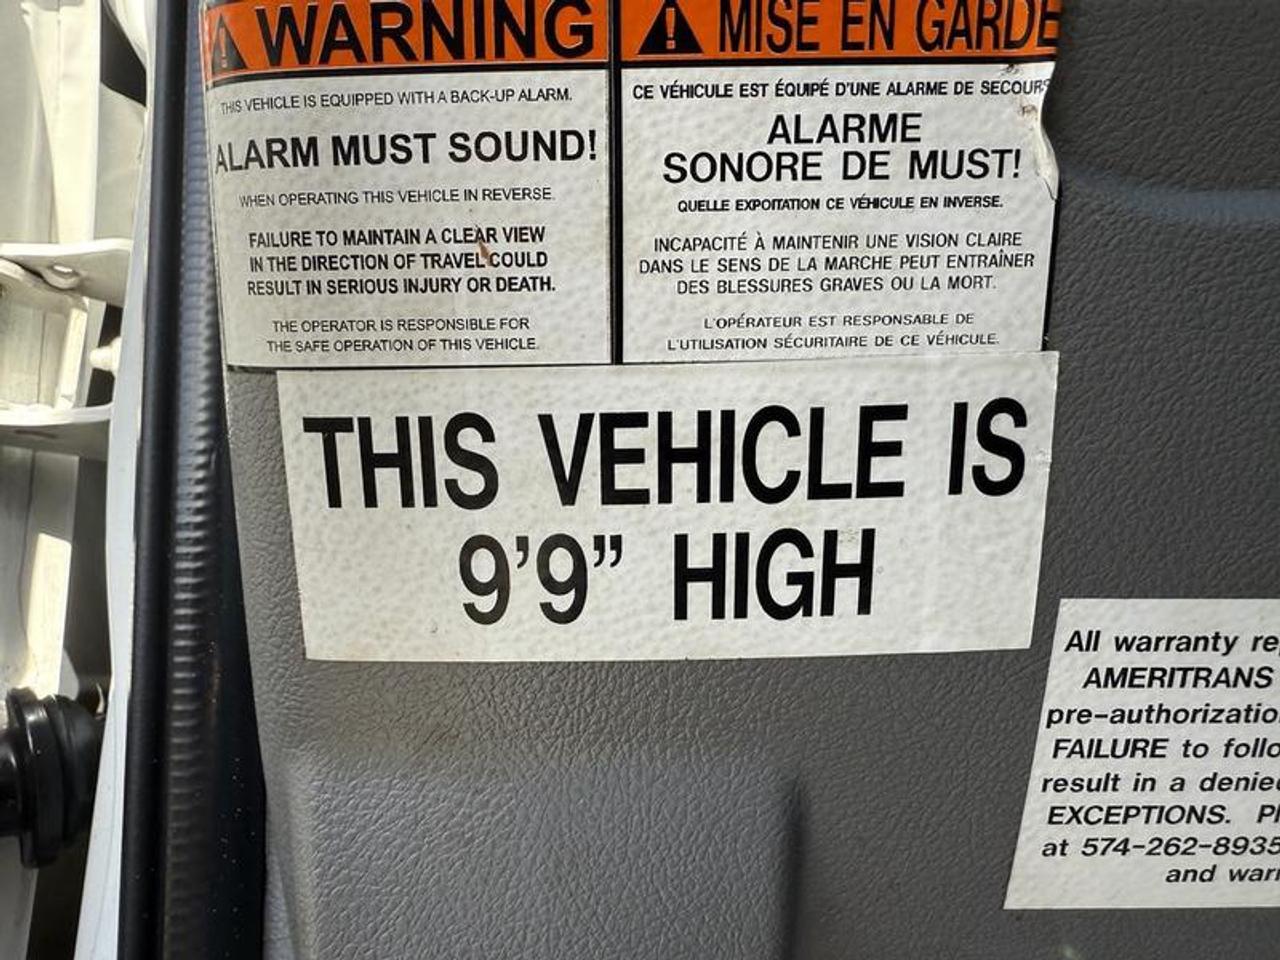 WARNING
THIS VEHICLE IS EQUIPPED WITH A BACK-UP ALARM.
ALARM MUST SOUND!
WHEN OPERATING THIS VEHICLE IN REVERSE.
FAILURE TO MAINTAIN A CLEAR VIEW
IN THE DIRECTION OF TRAVEL COULD
RESULT IN SERIOUS INJURY OR DEATH.
THE OPERATOR IS RESPONSIBLE FOR
THE SAFE OPERATION OF THIS VEHICLE.
MISE EN GARDE
CE VÉHICULE EST ÉQUIPÉ D'UNE ALARME DE SECOURS
ALARME
SONORE DE MUST!
QUELLE EXPOITATION CE VÉHICULE EN INVERSE.
INCAPACITÉ À MAINTENIR UNE VISION CLAIRE
DANS LE SENS DE LA MARCHE PEUT ENTRAÎNER
DES BLESSURES GRAVES OU LA MORT.
L'OPÉRATEUR EST RESPONSABLE DE
L'UTILISATION SÉCURITAIRE DE CE VÉHICULE.
THIS VEHICLE IS
9'9” HIGH
All warranty
AMERITRANS
FAILURE to
result in a
EXCEPTIONS.
at 574-262-8935
and